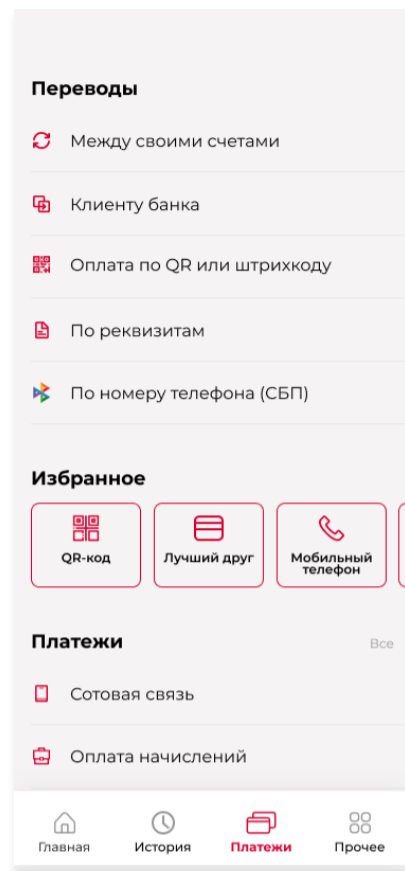 Переводы
Между своими счетами
Клиенту банка
Оплата по QR или штрихкоду
По реквизитам
По номеру телефона (СБП)
Избранное
QR-код
Лучший друг
Мобильный
телефон
Платежи
Все
Сотовая связь
Оплата начислений
Главная
История
Платежи
Прочее